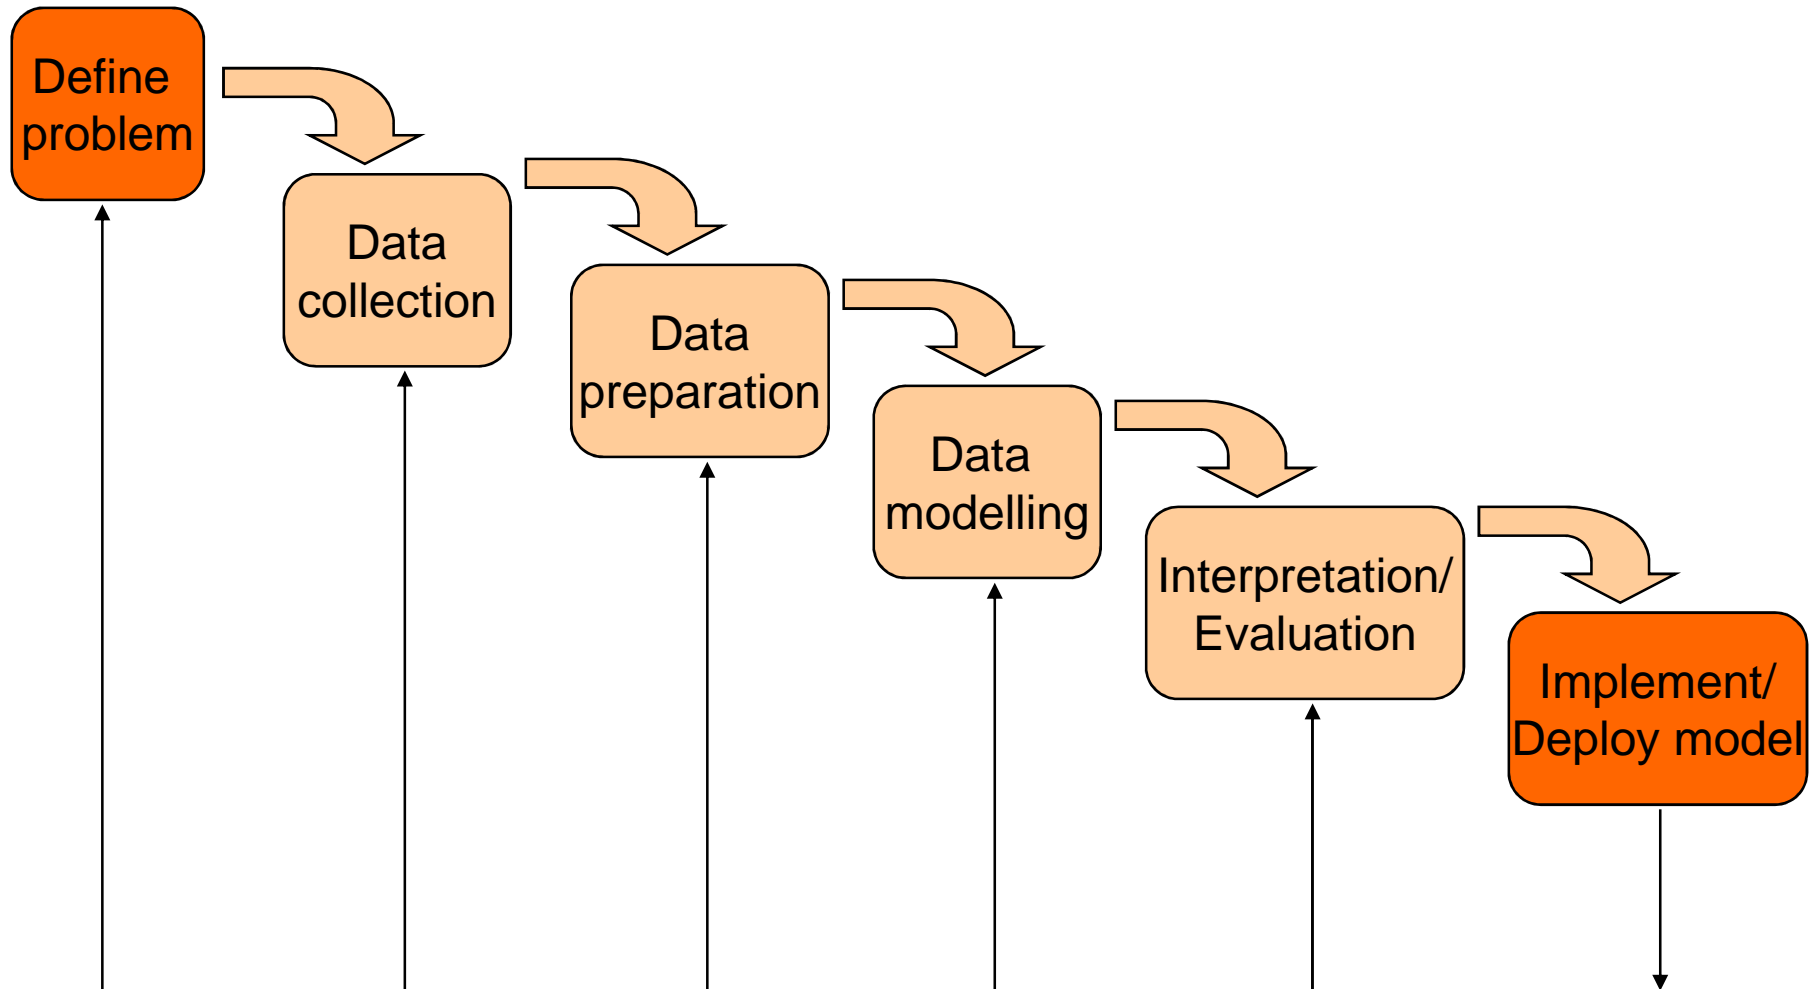 Define
problem
Data
collection
Data
preparation
Data
modelling
Interpretation/
Evaluation
Implement/
Deploy model